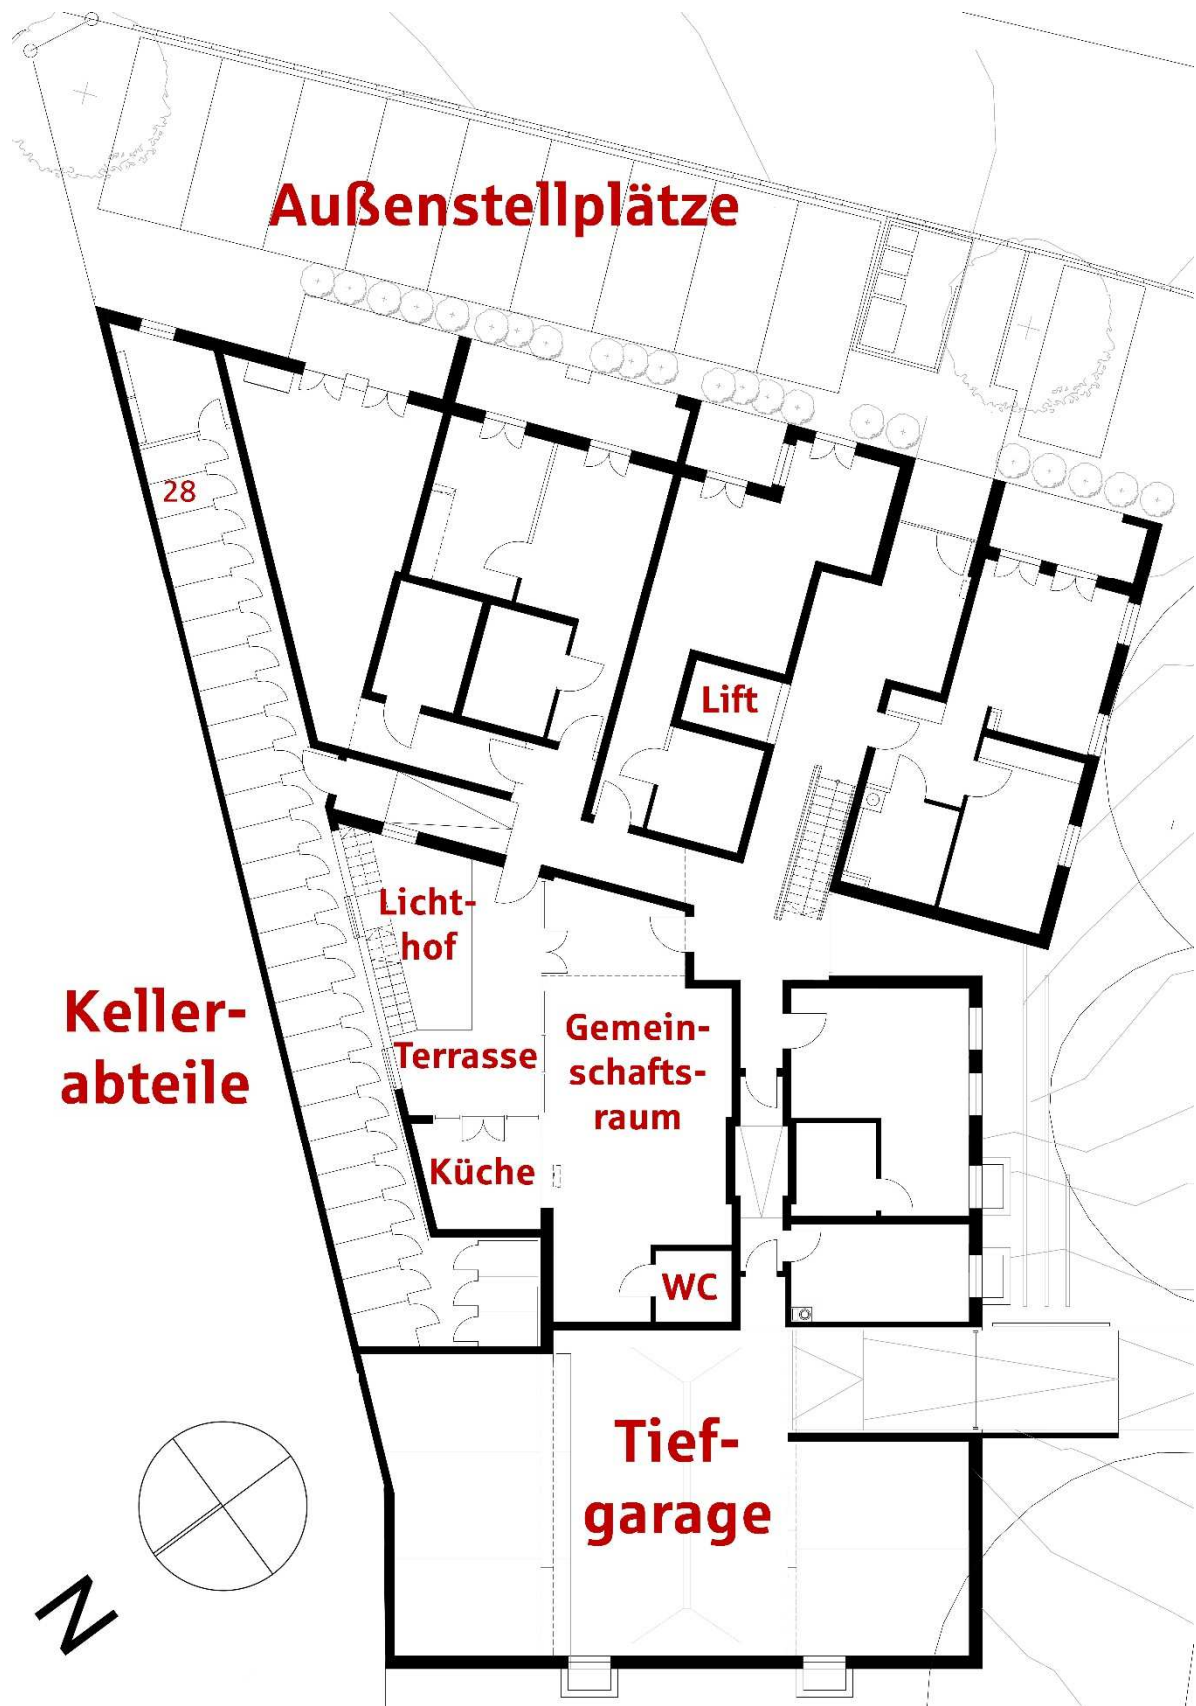 Außenstellplätze
28
Lift
Licht-
hof
Keller-
abteile
Terrasse
Gemein-
schafts-
raum
Küche
WC
Tief-
garage
N